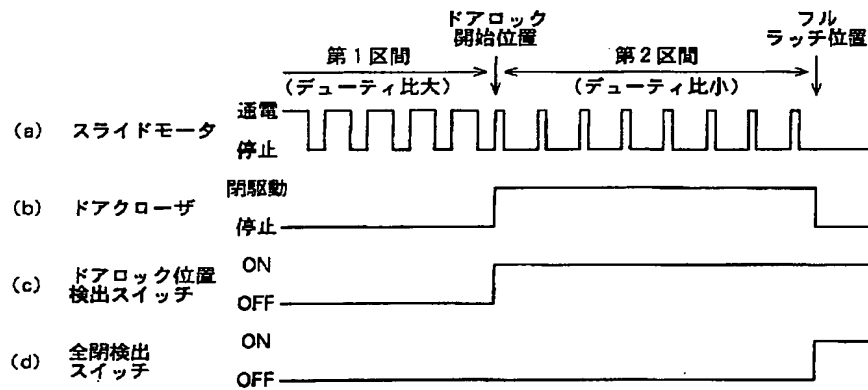 ドアロック
開始位置
フル
ラッチ位置
第1区間
第2区間
(デューティ比大)
(デューティ比小)
(a) スライドモータ
通電
停止
(b) ドアクローザ
閉駆動
停止
(c) ドアロック位置
検出スイッチ
ON
OFF
(d) 全閉検出
スイッチ
ON
OFF